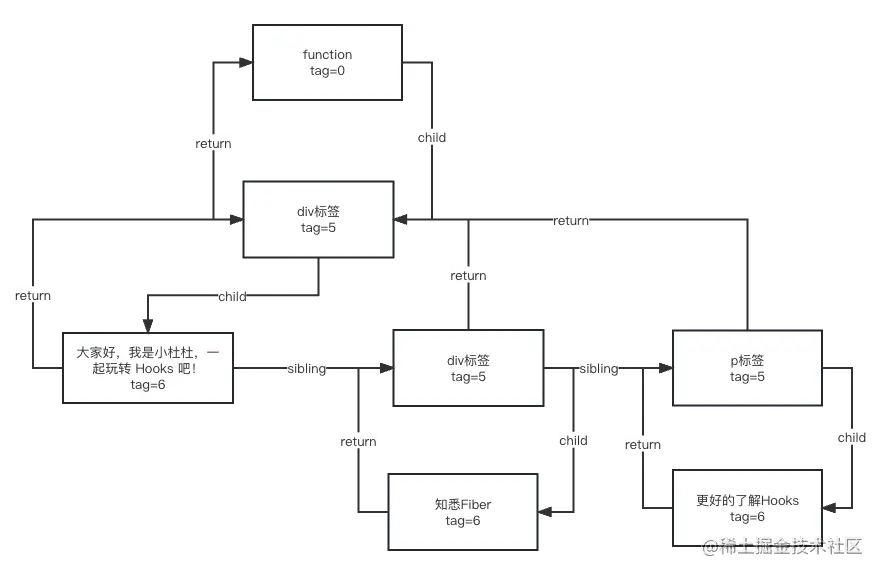 function
tag=0
return
child
div标签
tag=5
return
return
return
child
大家好，我是小杜杜，一
起玩转 Hooks 吧！
tag=6
sibling
div标签
tag=5
sibling
p标签
tag=5
return
child
return
child
知悉Fiber
tag=6
更好的了解Hooks
tag=6
@稀土掘金技术社区